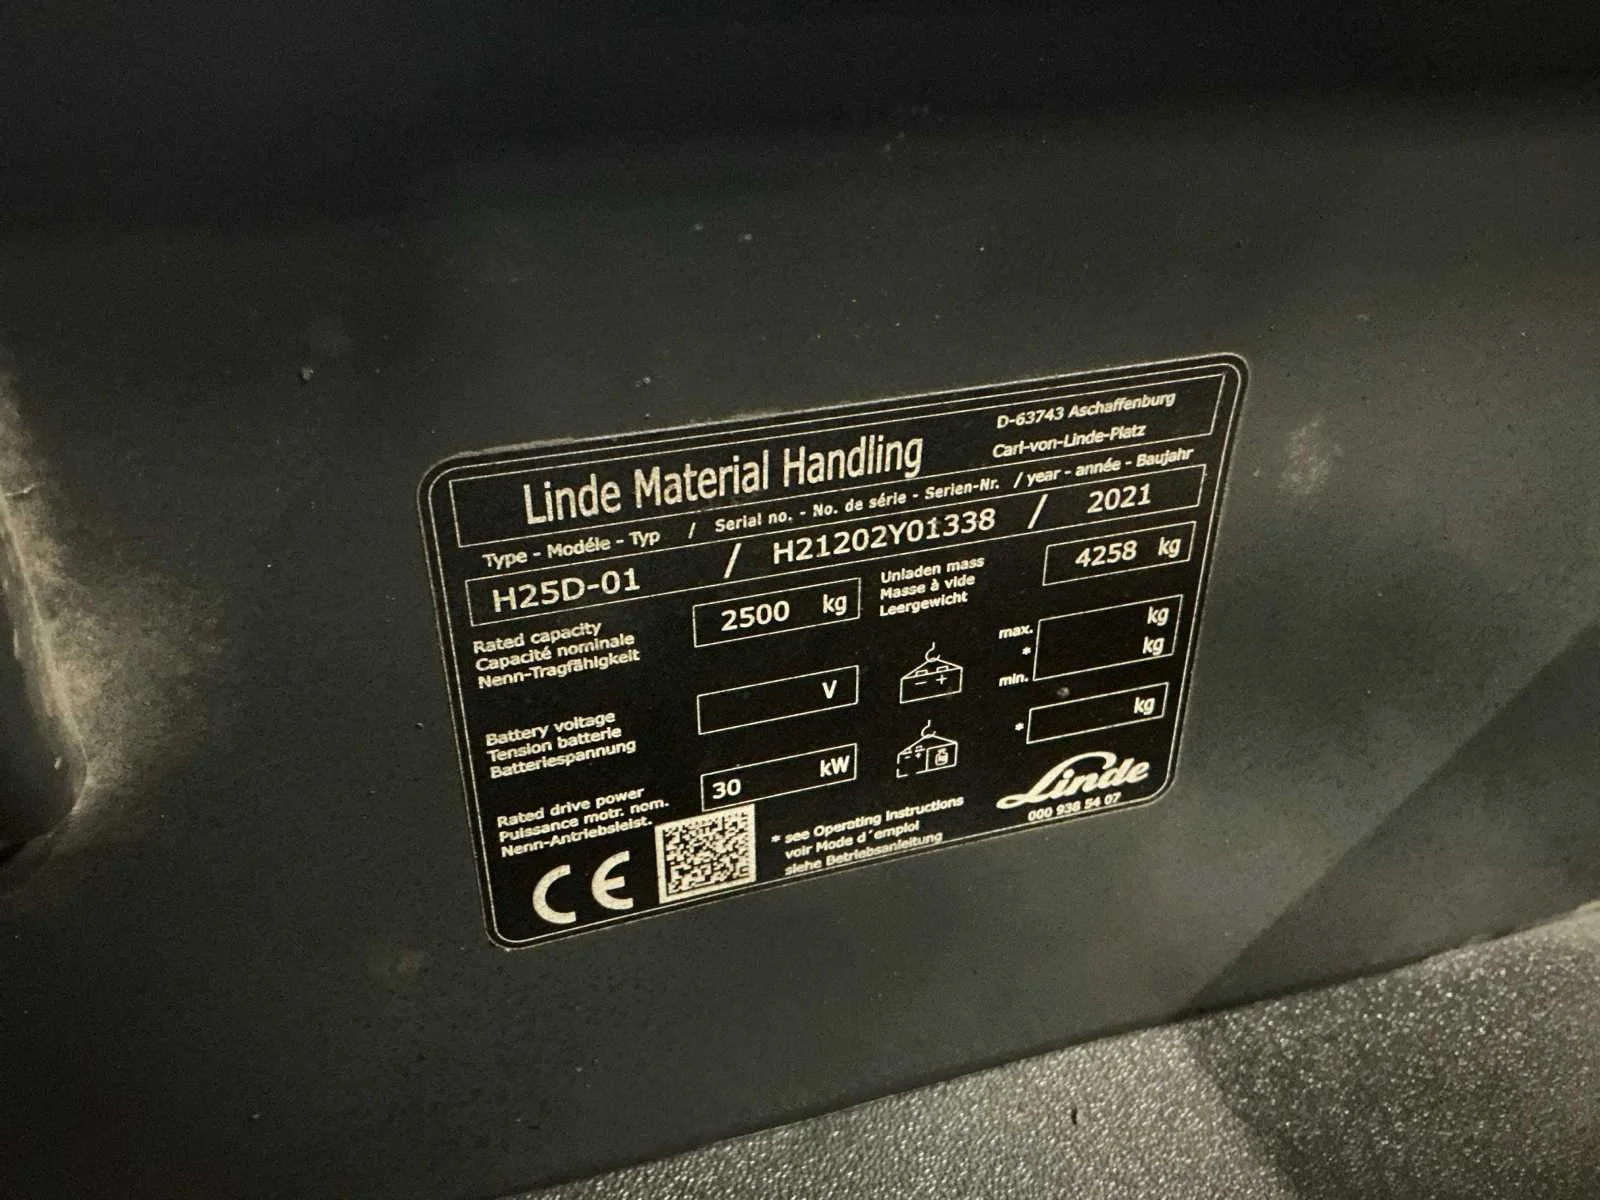 Linde Material Handling
D-63743 Aschaffenburg
Carl-von-Linde-Platz
Type - Modéle - Typ / Serial no. - No. de série - Serien-Nr. / year - année - Baujahr
H25D-01 / H21202Y01338 / 2021
Rated capacity
Capacité nominale
Nenn-Tragfähigkeit
2500 kg
Unladen mass
Masse à vide
Leergewicht
4258 kg
Battery voltage
Tension batterie
Batteriespannung
V
max. kg
* kg
min.
* kg
Rated drive power
Puissance motr. nom.
Nenn-Antriebsleist.
30 kW
CE
* see Operating Instructions
voir Mode d´emploi
siehe Betriebsanleitung
Linde
000 938 54 07